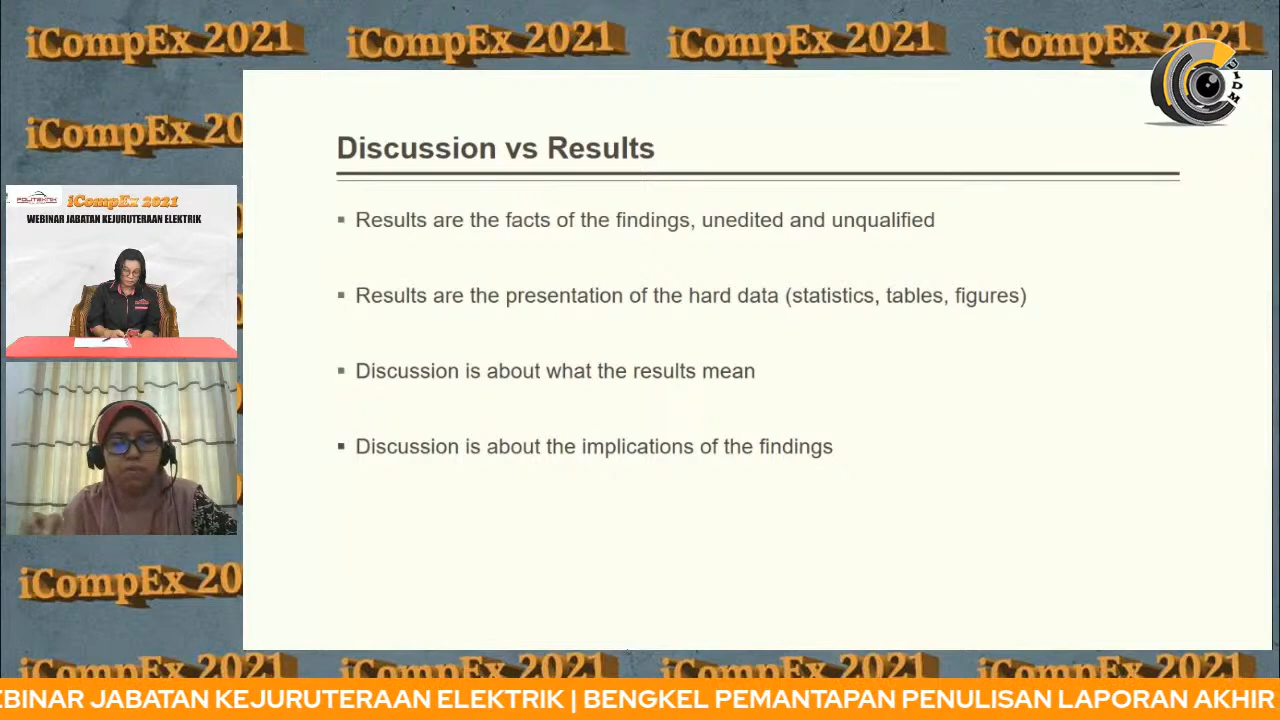 iCompEx 2021 iCompEx 2021 iCompEx 2021 iCompEx 2021
iCompEx 20
UIDM
POLITEKNIK
iCompEx 2021
WEBINAR JABATAN KEJURUTERAAN ELEKTRIK
Discussion vs Results
▪ Results are the facts of the findings, unedited and unqualified
▪ Results are the presentation of the hard data (statistics, tables, figures)
▪ Discussion is about what the results mean
▪ Discussion is about the implications of the findings
iCompEx 20
iCompEx 2021 iCompEx 2021 iCompEx 2021 iCompEx 2021
EBINAR JABATAN KEJURUTERAAN ELEKTRIK | BENGKEL PEMANTAPAN PENULISAN LAPORAN AKHIR